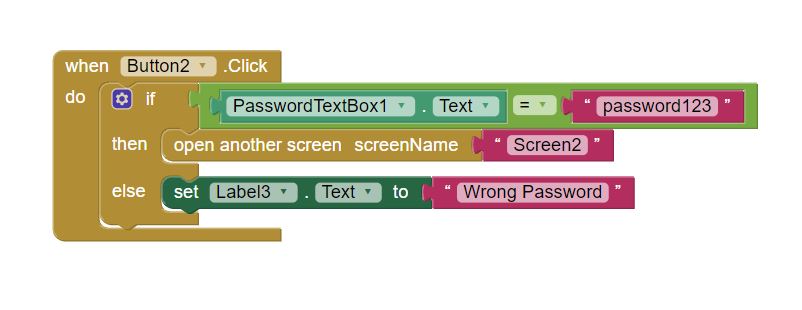 when Button2 .Click
do if PasswordTextBox1 . Text = “ password123 ”
then open another screen screenName “ Screen2 ”
else set Label3 . Text to “ Wrong Password ”